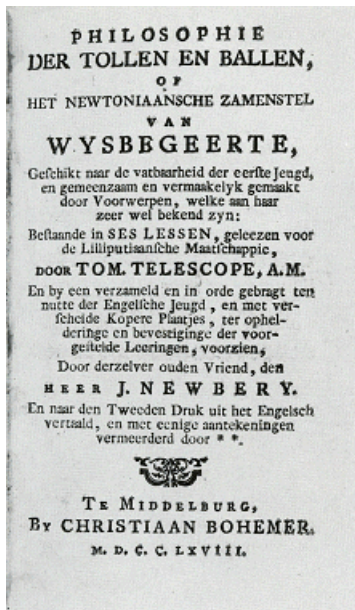 PHILOSOPHIE
DER TOLLEN EN BALLEN,
OF
HET NEWTONIAANSCHE ZAMENSTEL
VAN
WYSBEGEERTE,
Geschikt naar de vatbaarheid der eerste Jeugd,
en gemeenzaam en vermaakelyk gemaakt
door Voorwerpen, welke aan haar
zeer wel bekend zyn:
Bestaande in SES LESSEN, geleezen voor
de Lilliputiaansche Maatschappie,
DOOR TOM. TELESCOPE, A.M.
En by een verzameld en in orde gebragt ten
nutte der Engelsche Jeugd, en met ver-
scheide Kopere Plaatjes, ter ophel-
deringe en bevestiginge der voor-
gestelde Leeringen, voorzien,
Door derzelver ouden Vriend, den
HEER J. NEWBERY.
En naar den Tweeden Druk uit het Engelsch
vertaald, en met eenige aantekeningen
vermeerderd door * *.
TE MIDDELBURG,
BY CHRISTIAAN BOHEMER.
M. D. C. C. LXVIII.